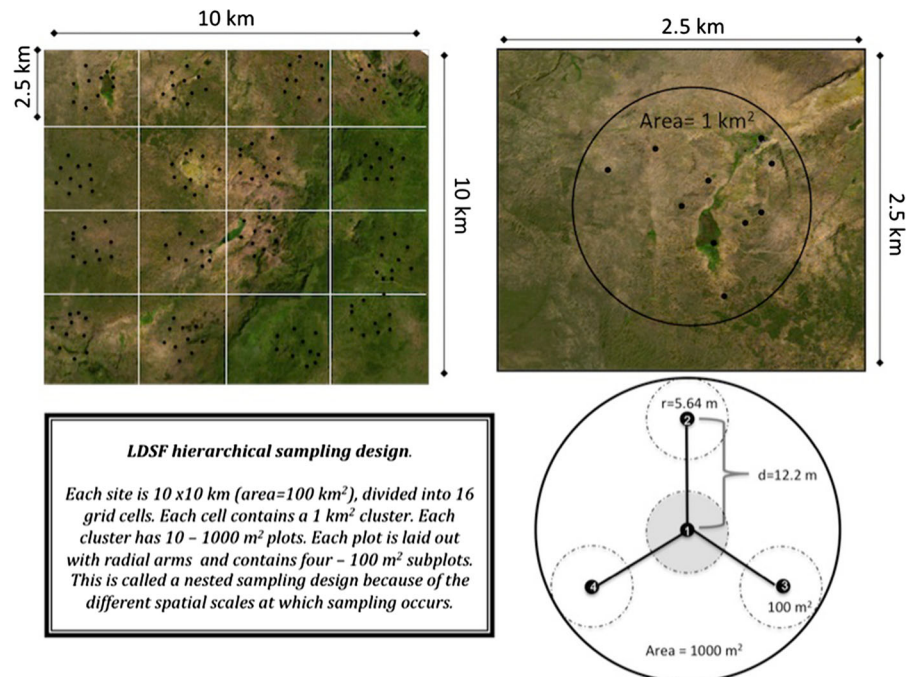 10 km
2.5 km
10 km
2.5 km
Area= 1 km²
2.5 km
LDSF hierarchical sampling design.
Each site is 10 x10 km (area=100 km²), divided into 16
grid cells. Each cell contains a 1 km² cluster. Each
cluster has 10 – 1000 m² plots. Each plot is laid out
with radial arms and contains four – 100 m² subplots.
This is called a nested sampling design because of the
different spatial scales at which sampling occurs.
r=5.64 m
2
d=12.2 m
1
4
3
100 m²
Area = 1000 m²